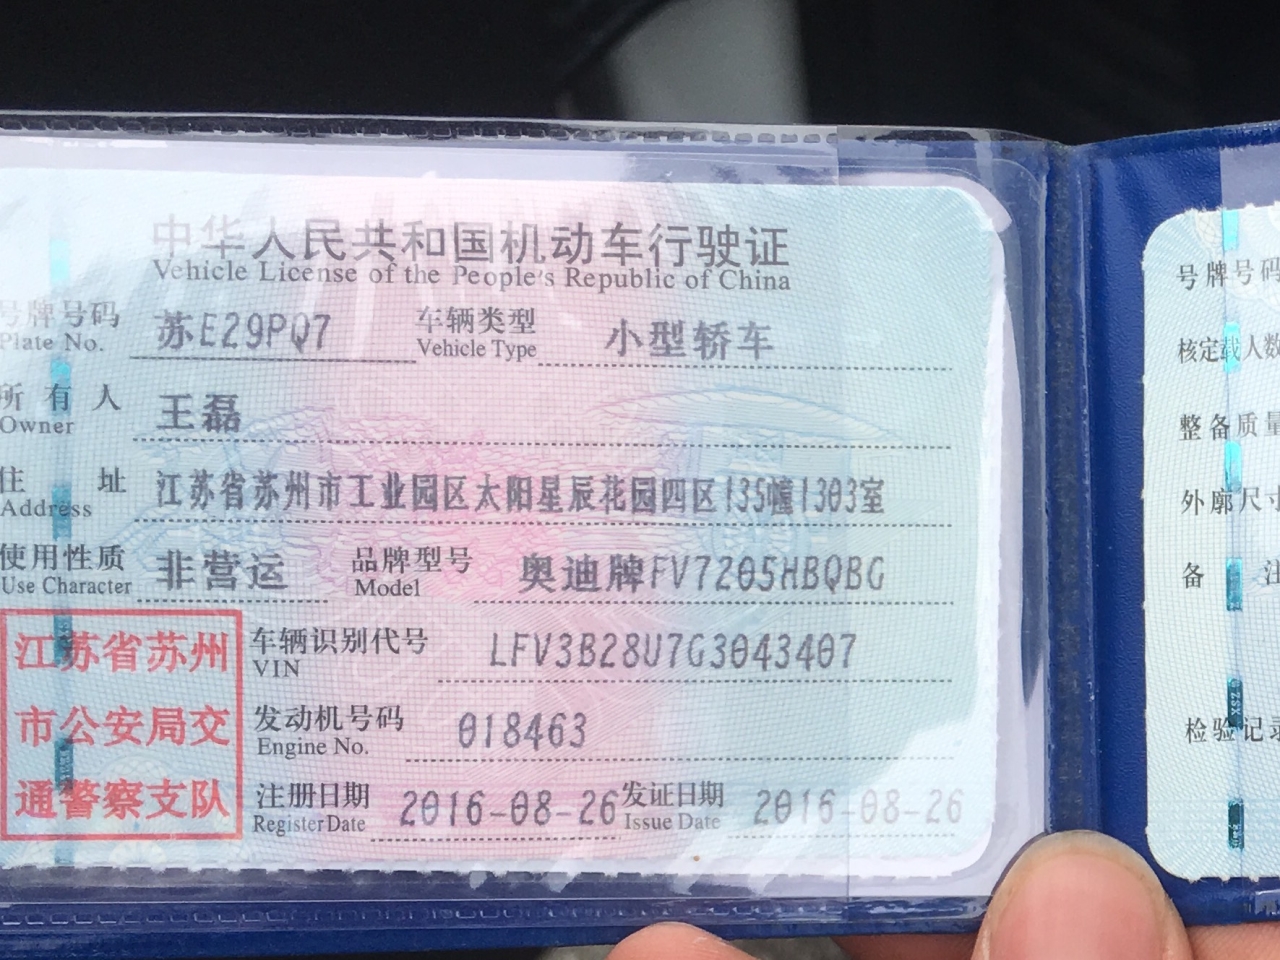 中华人民共和国机动车行驶证
Vehicle License of the People's Republic of China
号牌号码 苏E29PQ7 车辆类型 小型轿车
Plate No. Vehicle Type
所有人 王磊
Owner
住址 江苏省苏州市工业园区太阳星辰花园四区135幢1303室
Address
使用性质 非营运 品牌型号 奥迪牌FV7205HBQBG
Use Character Model
车辆识别代号 LFV3B28U7G3043407
VIN
发动机号码 018463
Engine No.
注册日期 2016-08-26 发证日期 2016-08-26
Register Date Issue Date
江苏省苏州
市公安局交
通警察支队
号牌号码
核定载人数
整备质量
外廓尺寸
备注
检验记录